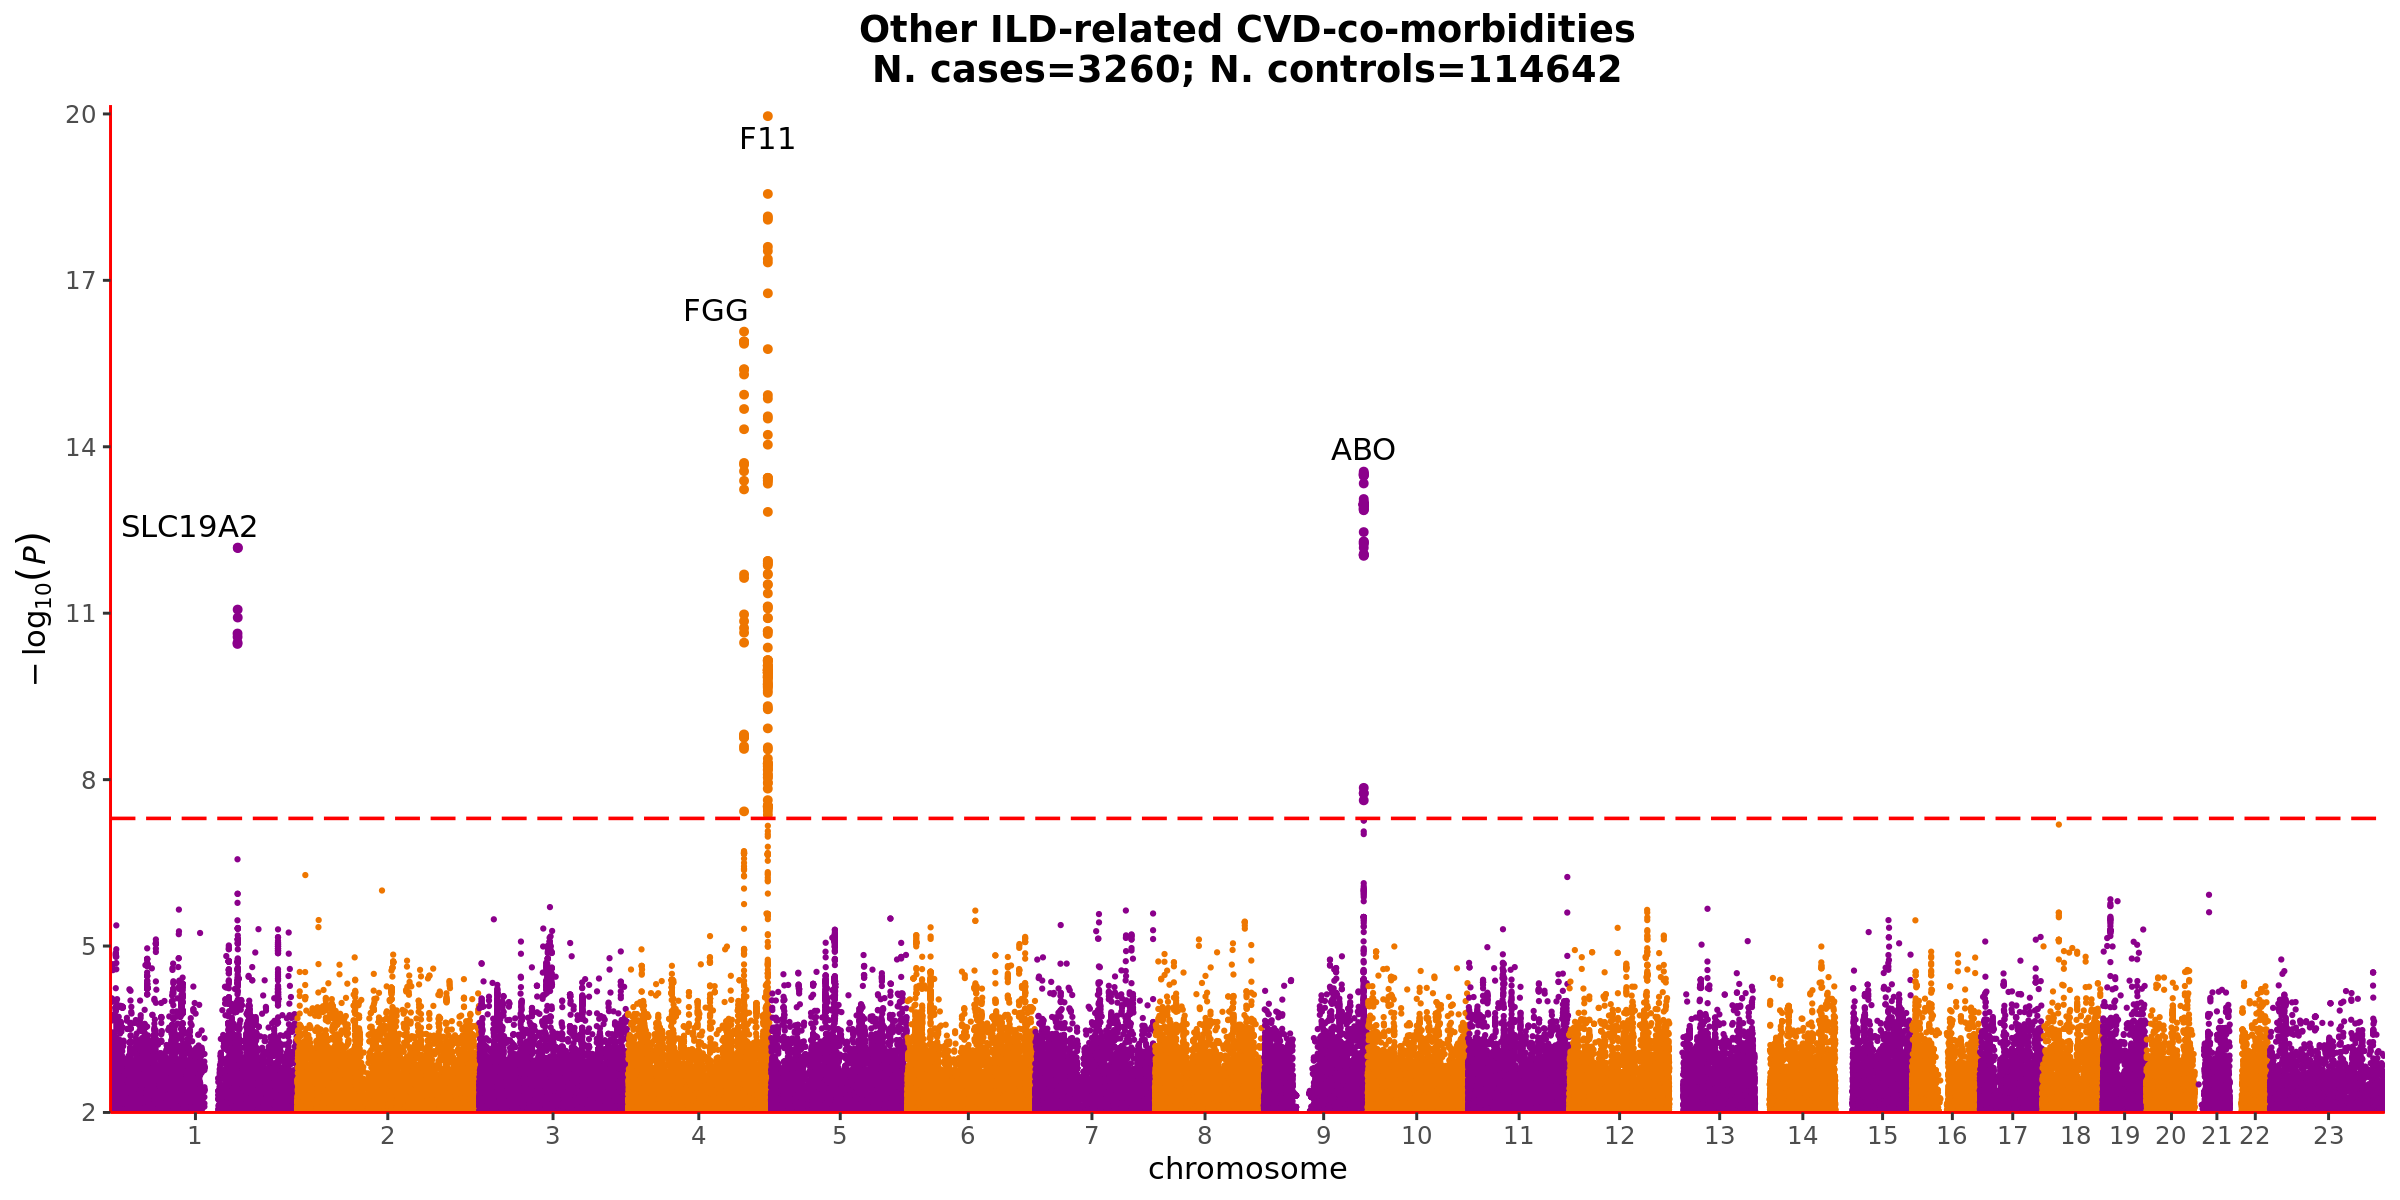 Other ILD-related CVD-co-morbidities
N. cases=3260; N. controls=114642
20
F11
17
FGG
14
ABO
SLC19A2
−log10(P)
11
8
5
2
1 2 3 4 5 6 7 8 9 10 11 12 13 14 15 16 17 18 19 20 21 22 23
chromosome